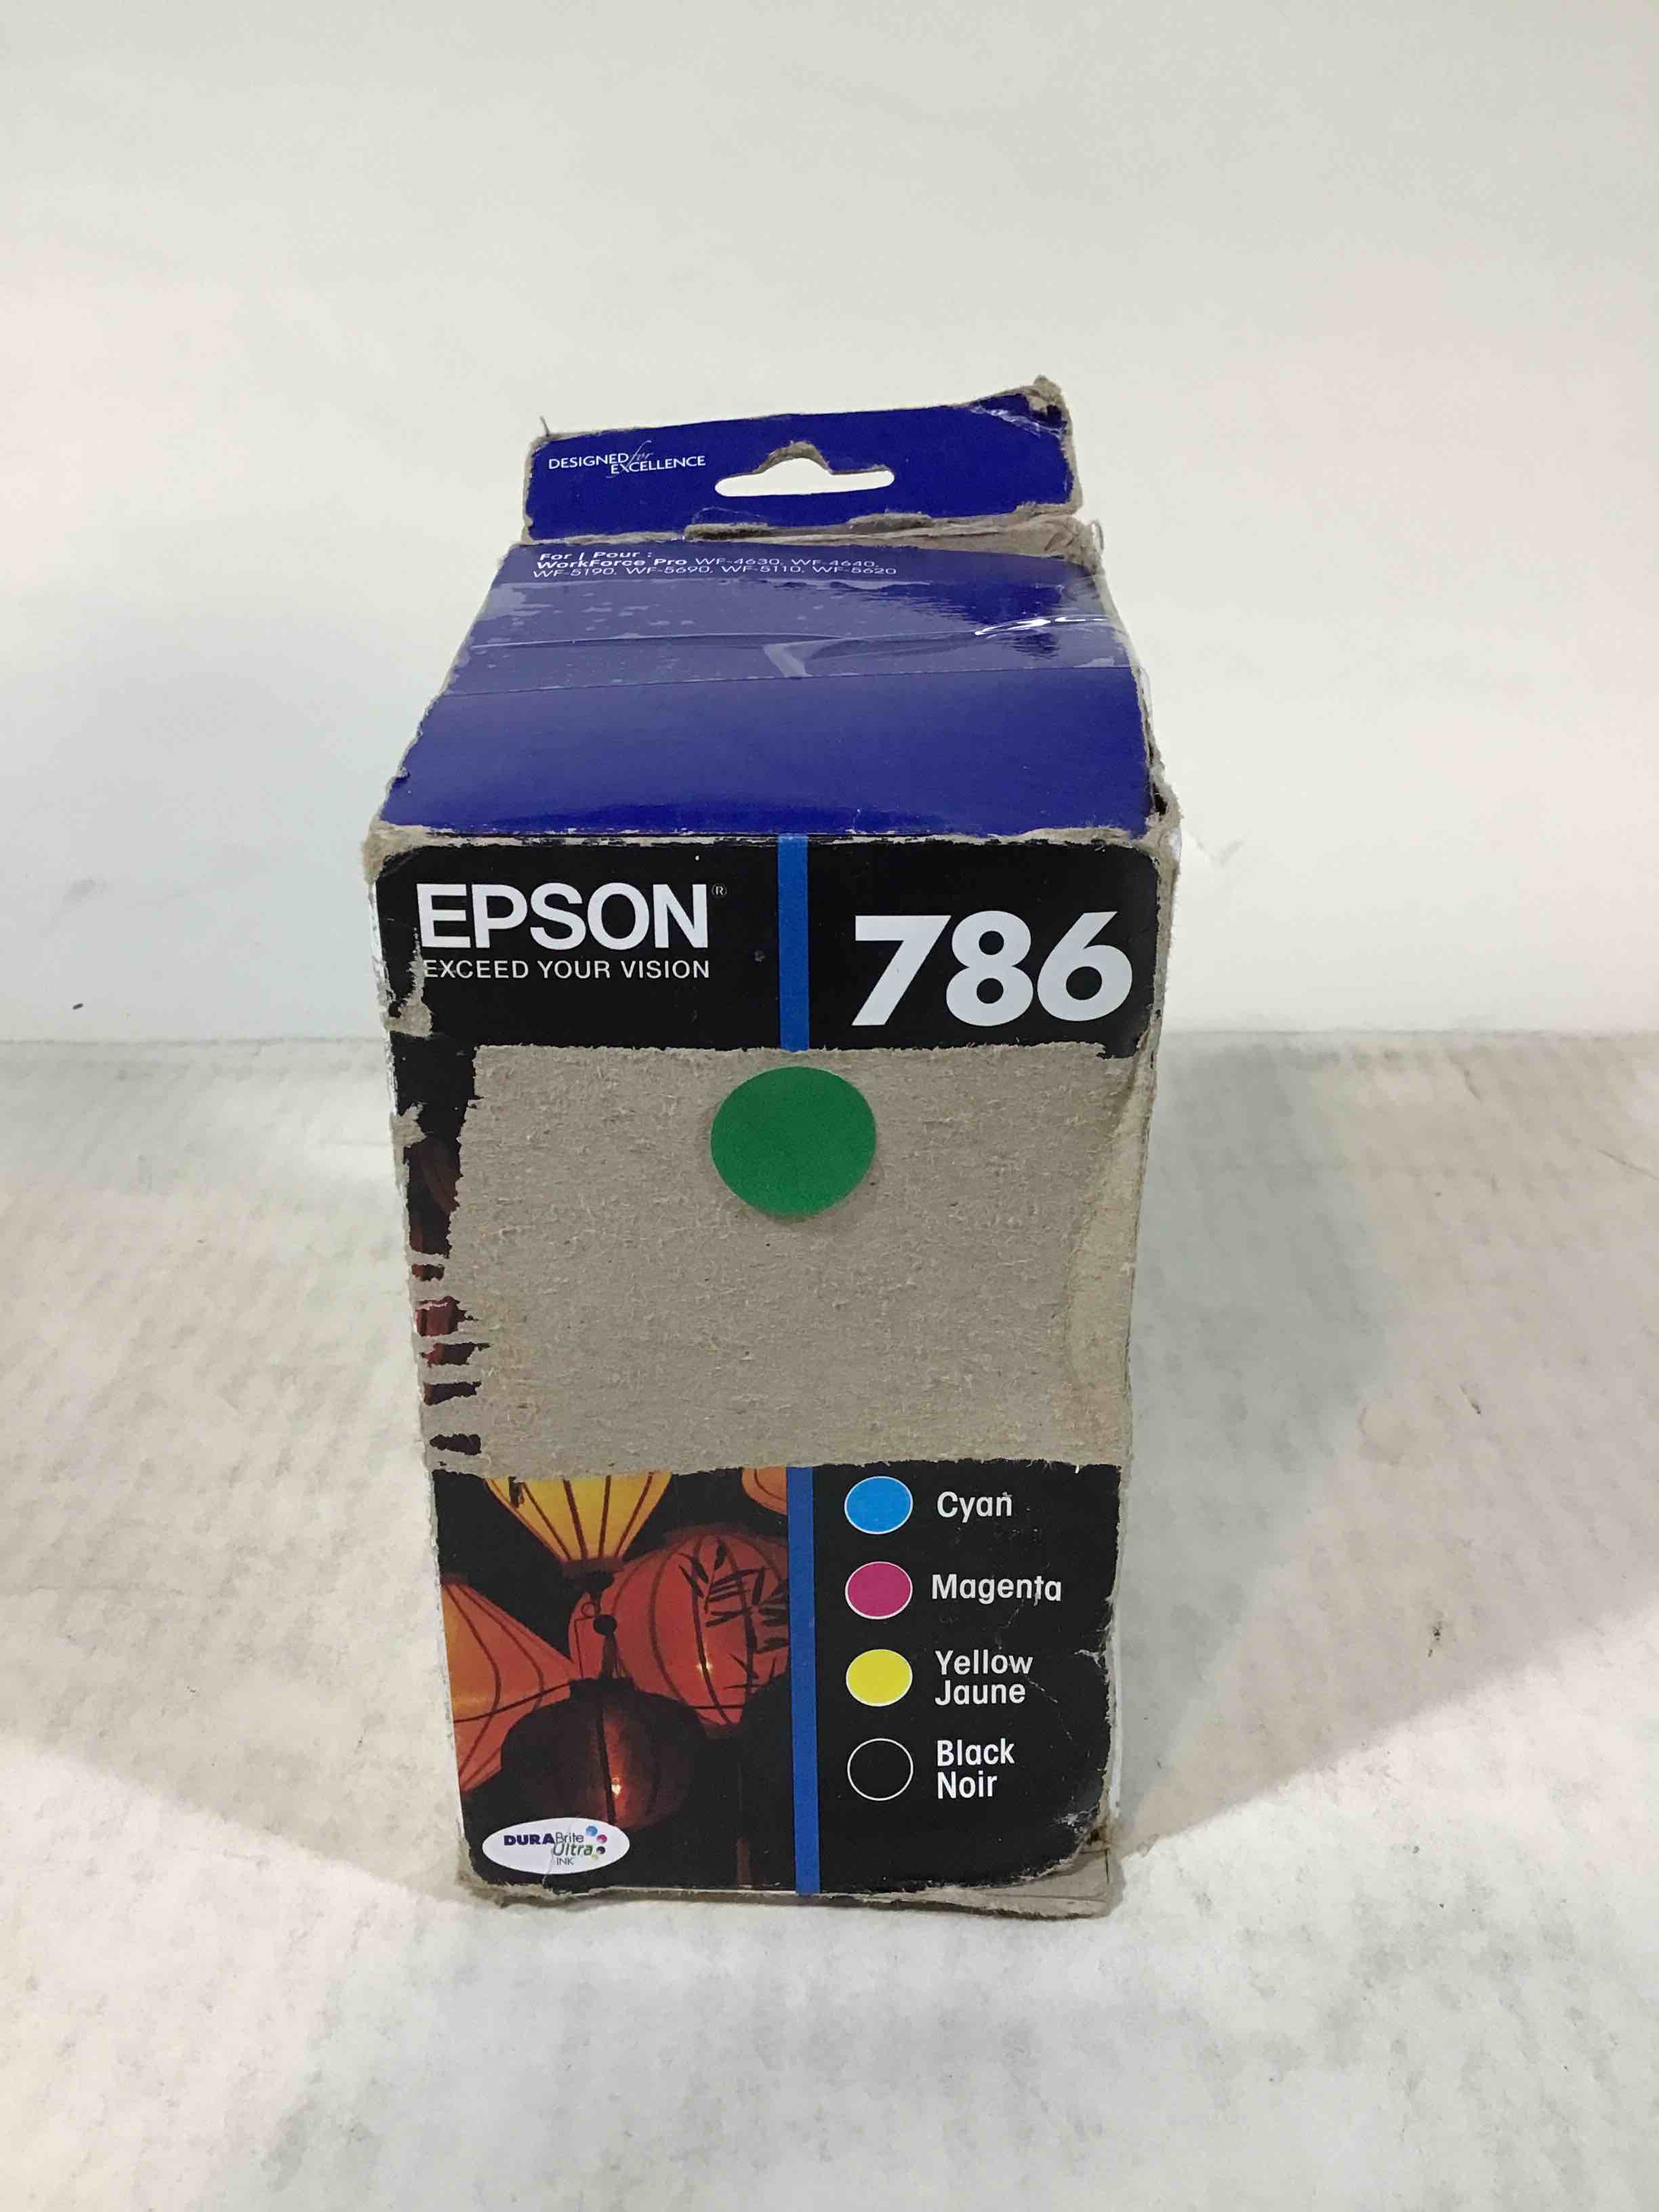 DESIGNED for
EXCELLENCE
For | Pour :
WorkForce Pro WF-4630, WF-4640,
WF-5190, WF-5690, WF-5110, WF-5620
EPSON®
EXCEED YOUR VISION
786
Cyan
Magenta
Yellow
Jaune
Black
Noir
DURABrite
Ultra
INK